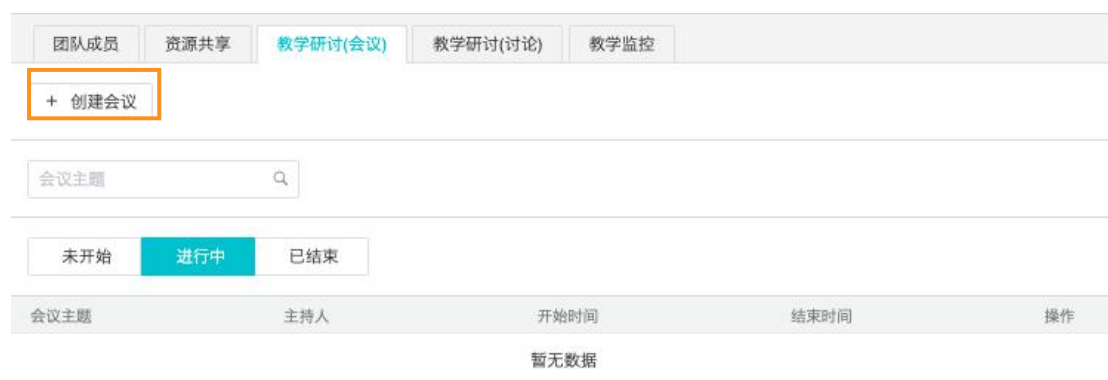 团队成员 资源共享 教学研讨(会议) 教学研讨(讨论) 教学监控
+ 创建会议
会议主题
未开始 进行中 已结束
会议主题 主持人 开始时间 结束时间 操作
暂无数据